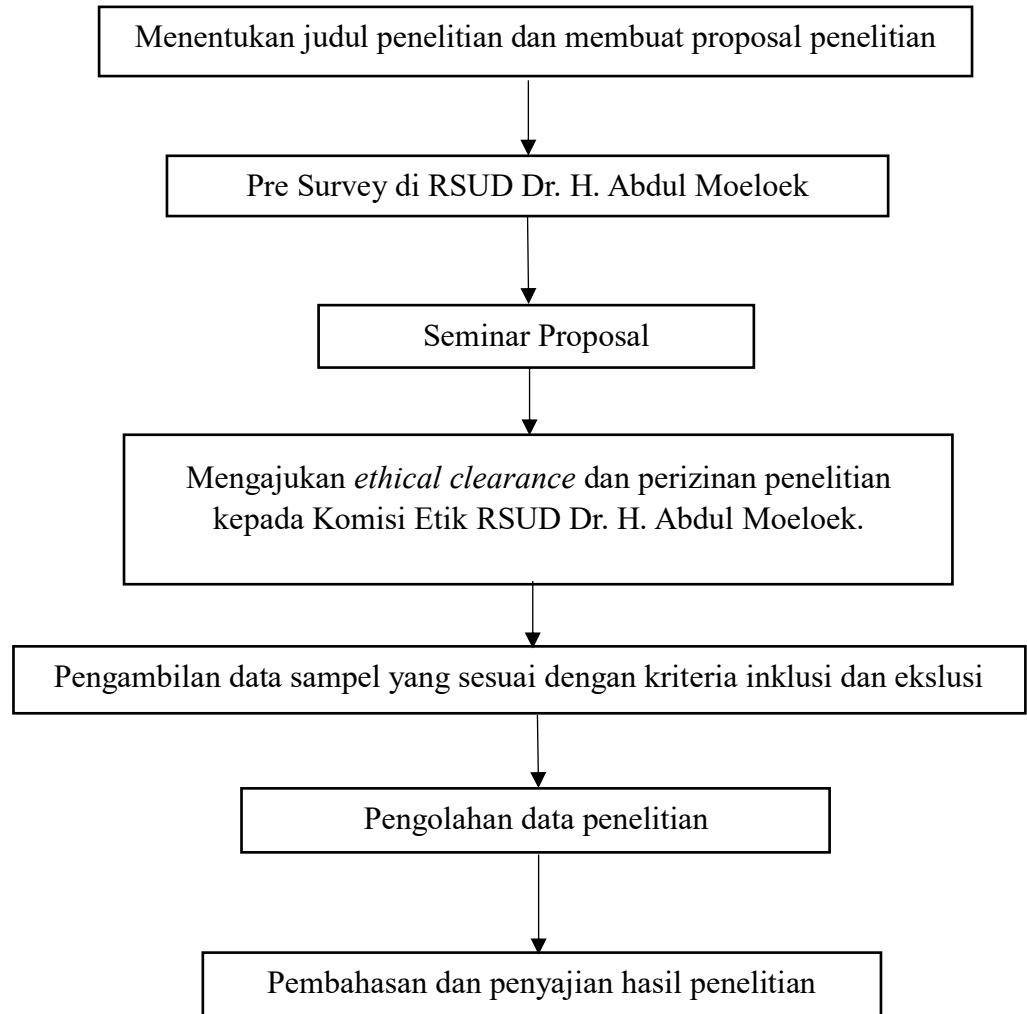 Menentukan judul penelitian dan membuat proposal penelitian
Pre Survey di RSUD Dr. H. Abdul Moeloek
Seminar Proposal
Mengajukan ethical clearance dan perizinan penelitian
kepada Komisi Etik RSUD Dr. H. Abdul Moeloek.
Pengambilan data sampel yang sesuai dengan kriteria inklusi dan ekslusi
Pengolahan data penelitian
Pembahasan dan penyajian hasil penelitian